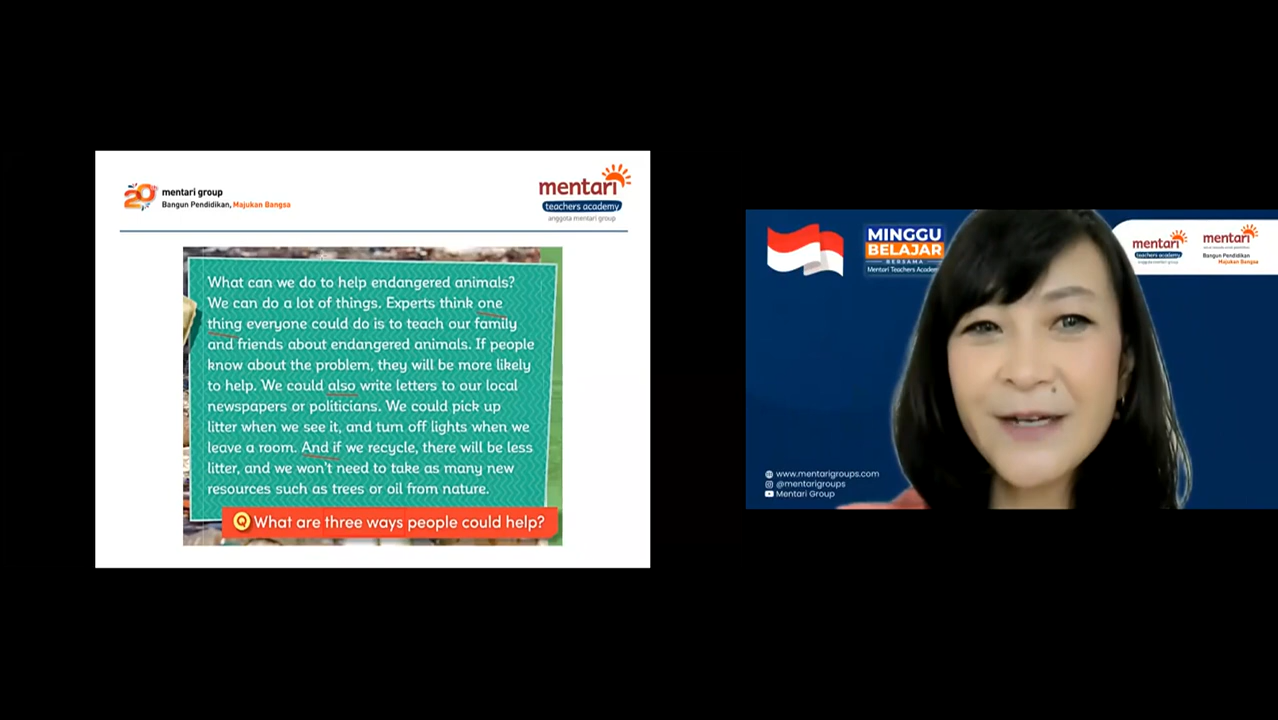 20
mentari group
Bangun Pendidikan, Majukan Bangsa
mentari
teachers academy
anggota mentari group
What can we do to help endangered animals?
We can do a lot of things. Experts think one
thing everyone could do is to teach our family
and friends about endangered animals. If people
know about the problem, they will be more likely
to help. We could also write letters to our local
newspapers or politicians. We could pick up
litter when we see it, and turn off lights when we
leave a room. And if we recycle, there will be less
litter, and we won't need to take as many new
resources such as trees or oil from nature.
Q What are three ways people could help?
MINGGU
BELAJAR
BERSAMA
Mentari Teachers Academ
mentari
teachers academy
mentari
Bangun Pendidikan
Majukan Bangsa
www.mentarigroups.com
@mentarigroups
Mentari Group